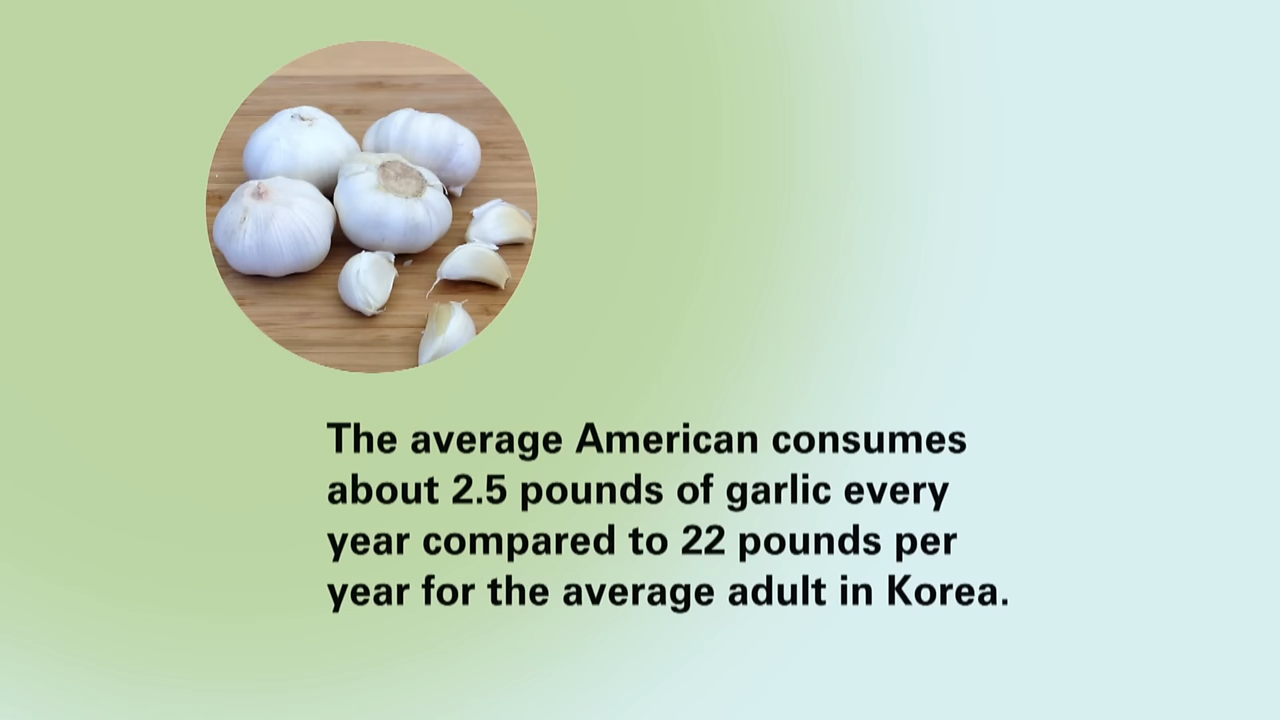 The average American consumes
about 2.5 pounds of garlic every
year compared to 22 pounds per
year for the average adult in Korea.